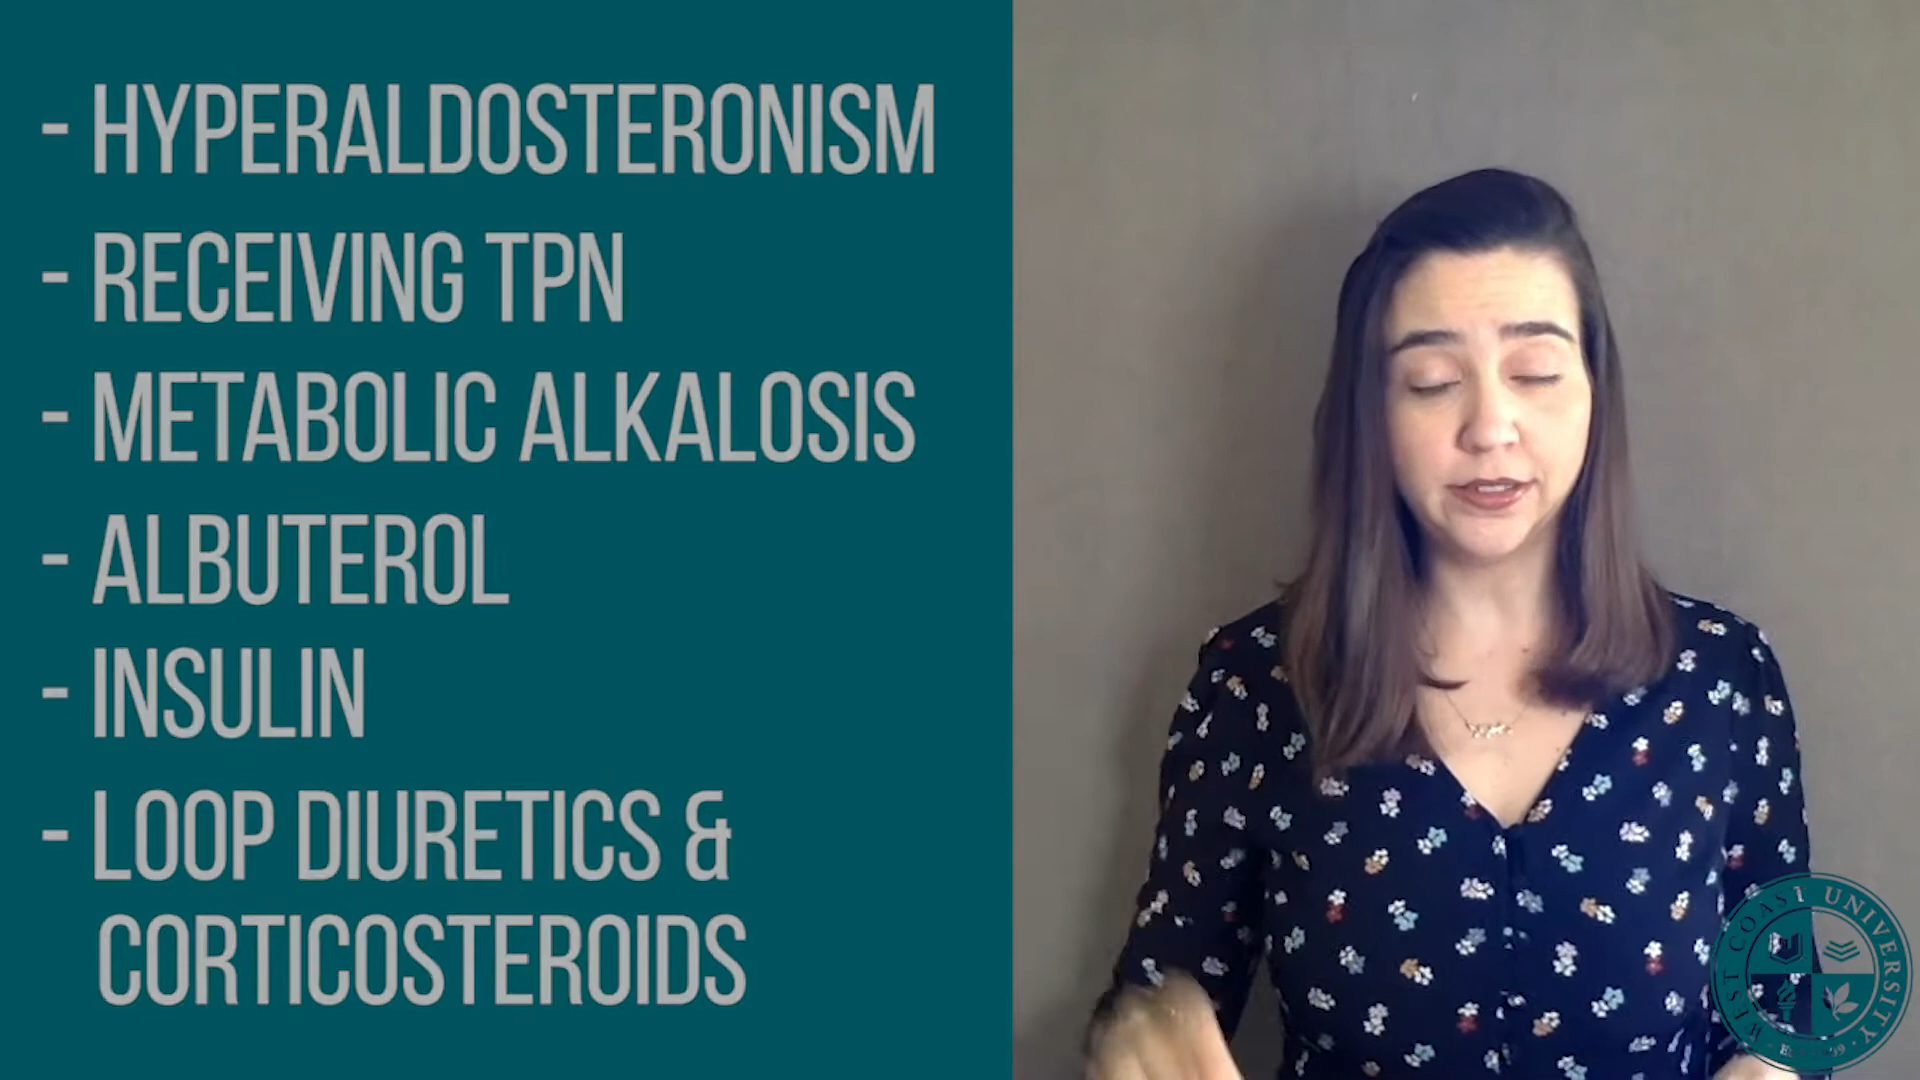 - HYPERALDOSTERONISM
- RECEIVING TPN
- METABOLIC ALKALOSIS
- ALBUTEROL
- INSULIN
- LOOP DIURETICS &
CORTICOSTEROIDS
WEST COAST UNIVERSITY